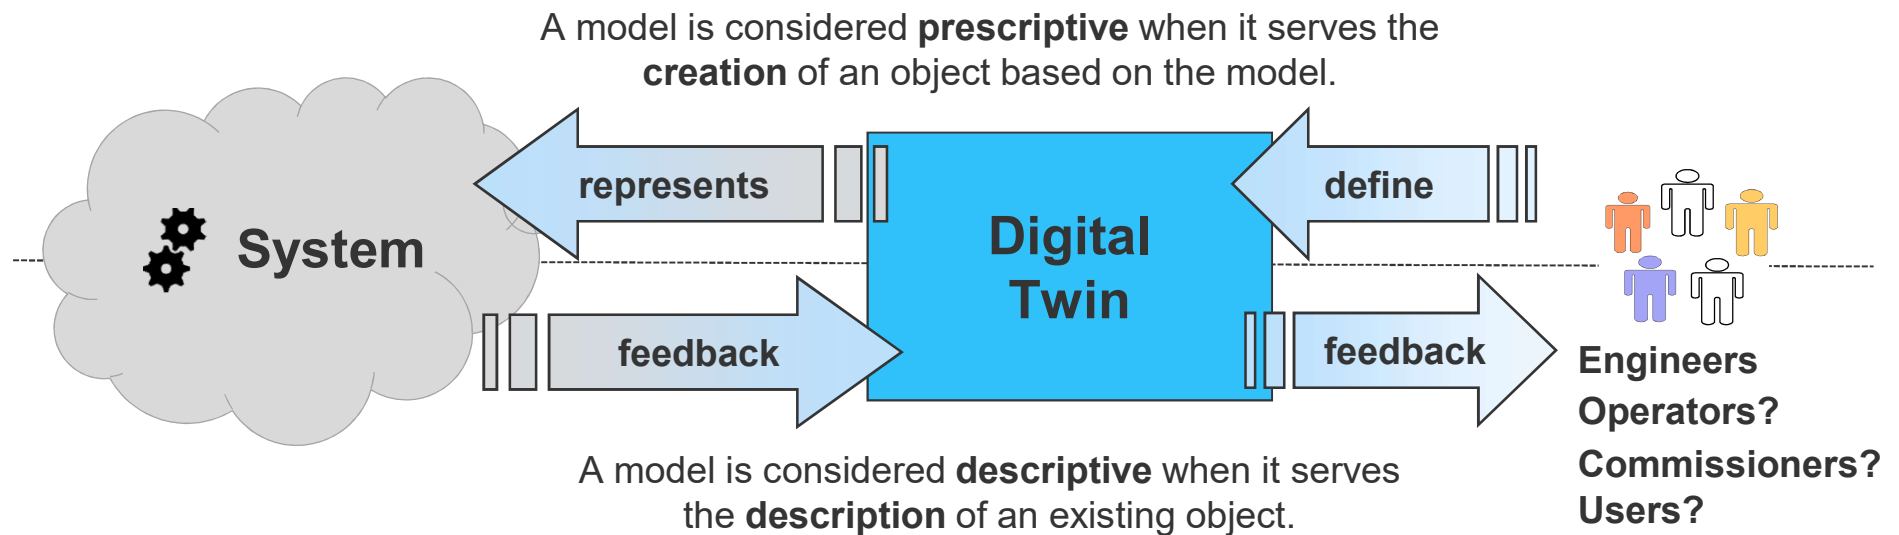 A model is considered prescriptive when it serves the
creation of an object based on the model.
represents
define
System
Digital
Twin
feedback
feedback
Engineers
Operators?
Commissioners?
Users?
A model is considered descriptive when it serves
the description of an existing object.